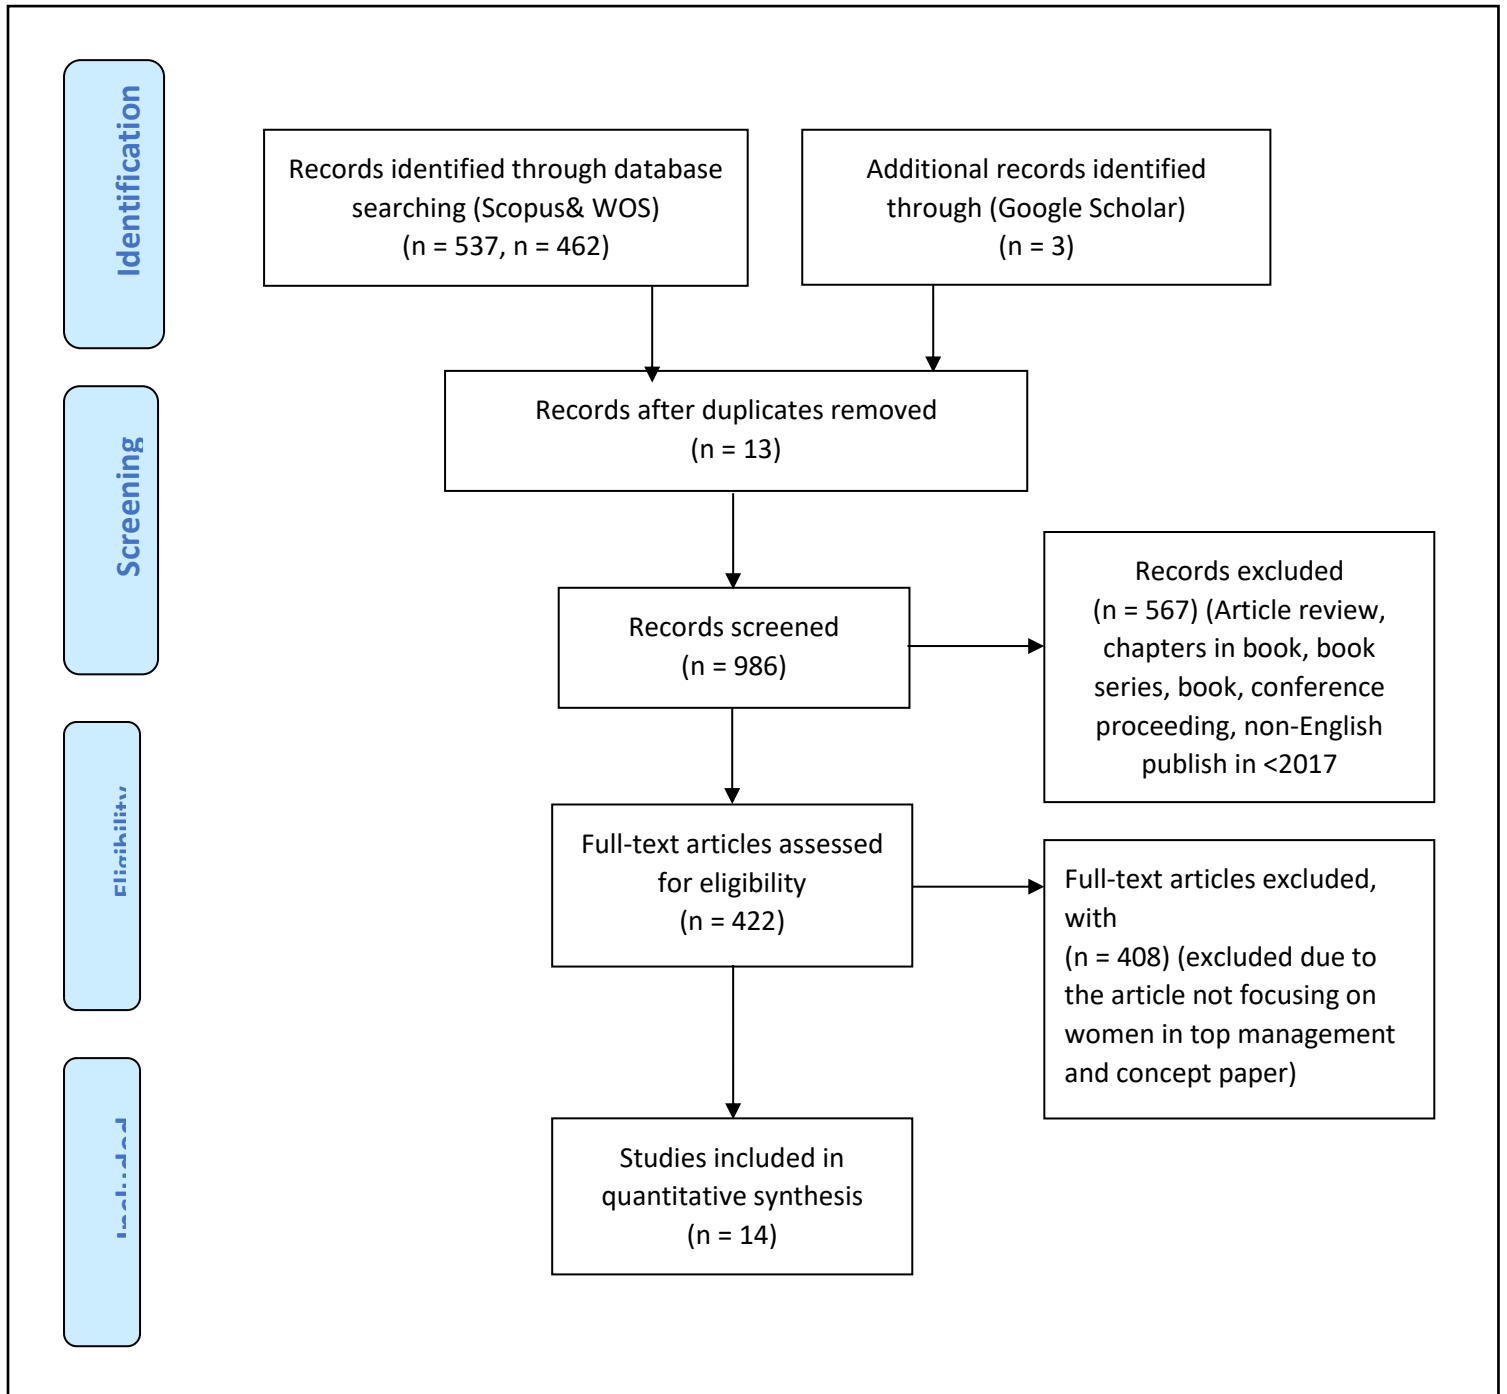 Identification
Records identified through database
searching (Scopus& WOS)
(n = 537, n = 462)
Additional records identified
through (Google Scholar)
(n = 3)
Records after duplicates removed
(n = 13)
Screening
Records screened
(n = 986)
Records excluded
(n = 567) (Article review,
chapters in book, book
series, book, conference
proceeding, non-English
publish in <2017
Eligibility
Full-text articles assessed
for eligibility
(n = 422)
Full-text articles excluded,
with
(n = 408) (excluded due to
the article not focusing on
women in top management
and concept paper)
Included
Studies included in
quantitative synthesis
(n = 14)